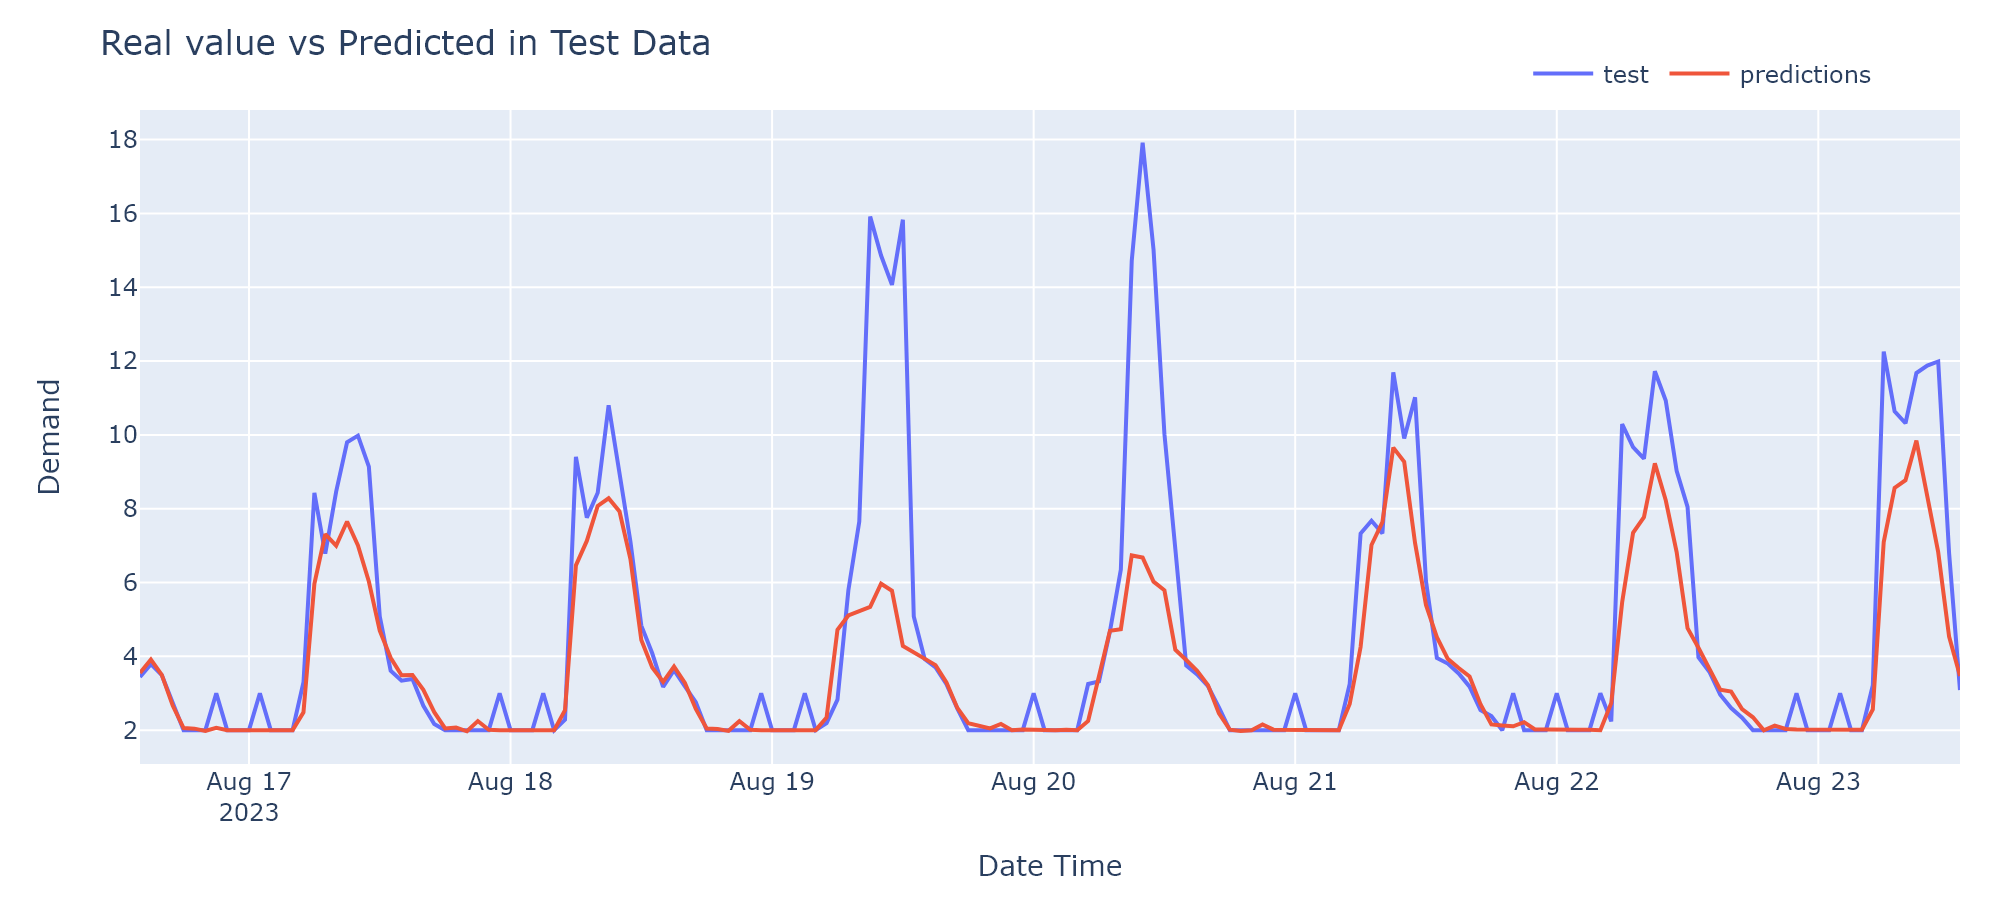 Real value vs Predicted in Test Data
test predictions
18
16
14
12
10
8
6
4
2
Demand
Aug 17 Aug 18 Aug 19 Aug 20 Aug 21 Aug 22 Aug 23
2023
Date Time